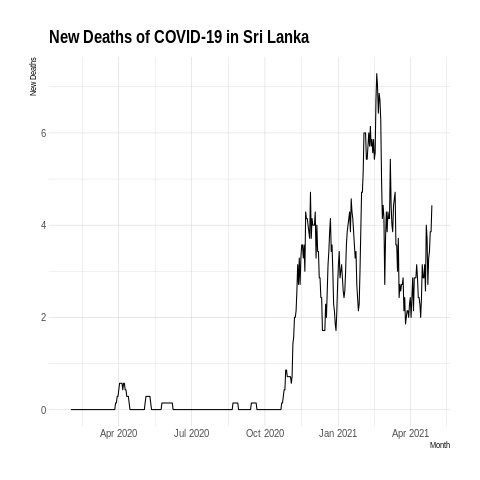 New Deaths of COVID-19 in Sri Lanka
New Deaths
6
4
2
0
Apr 2020 Jul 2020 Oct 2020 Jan 2021 Apr 2021
Month